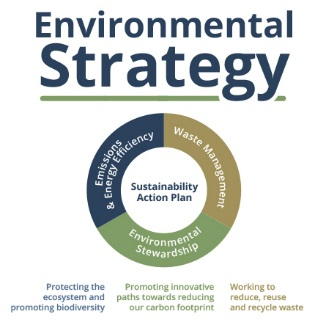 Environmental
Strategy
Emissions
& Energy Efficiency
Waste Management
Sustainability
Action Plan
Environmental
Stewardship
Protecting the
ecosystem and
promoting biodiversity
Promoting innovative
paths towards reducing
our carbon footprint
Working to
reduce, reuse
and recycle waste